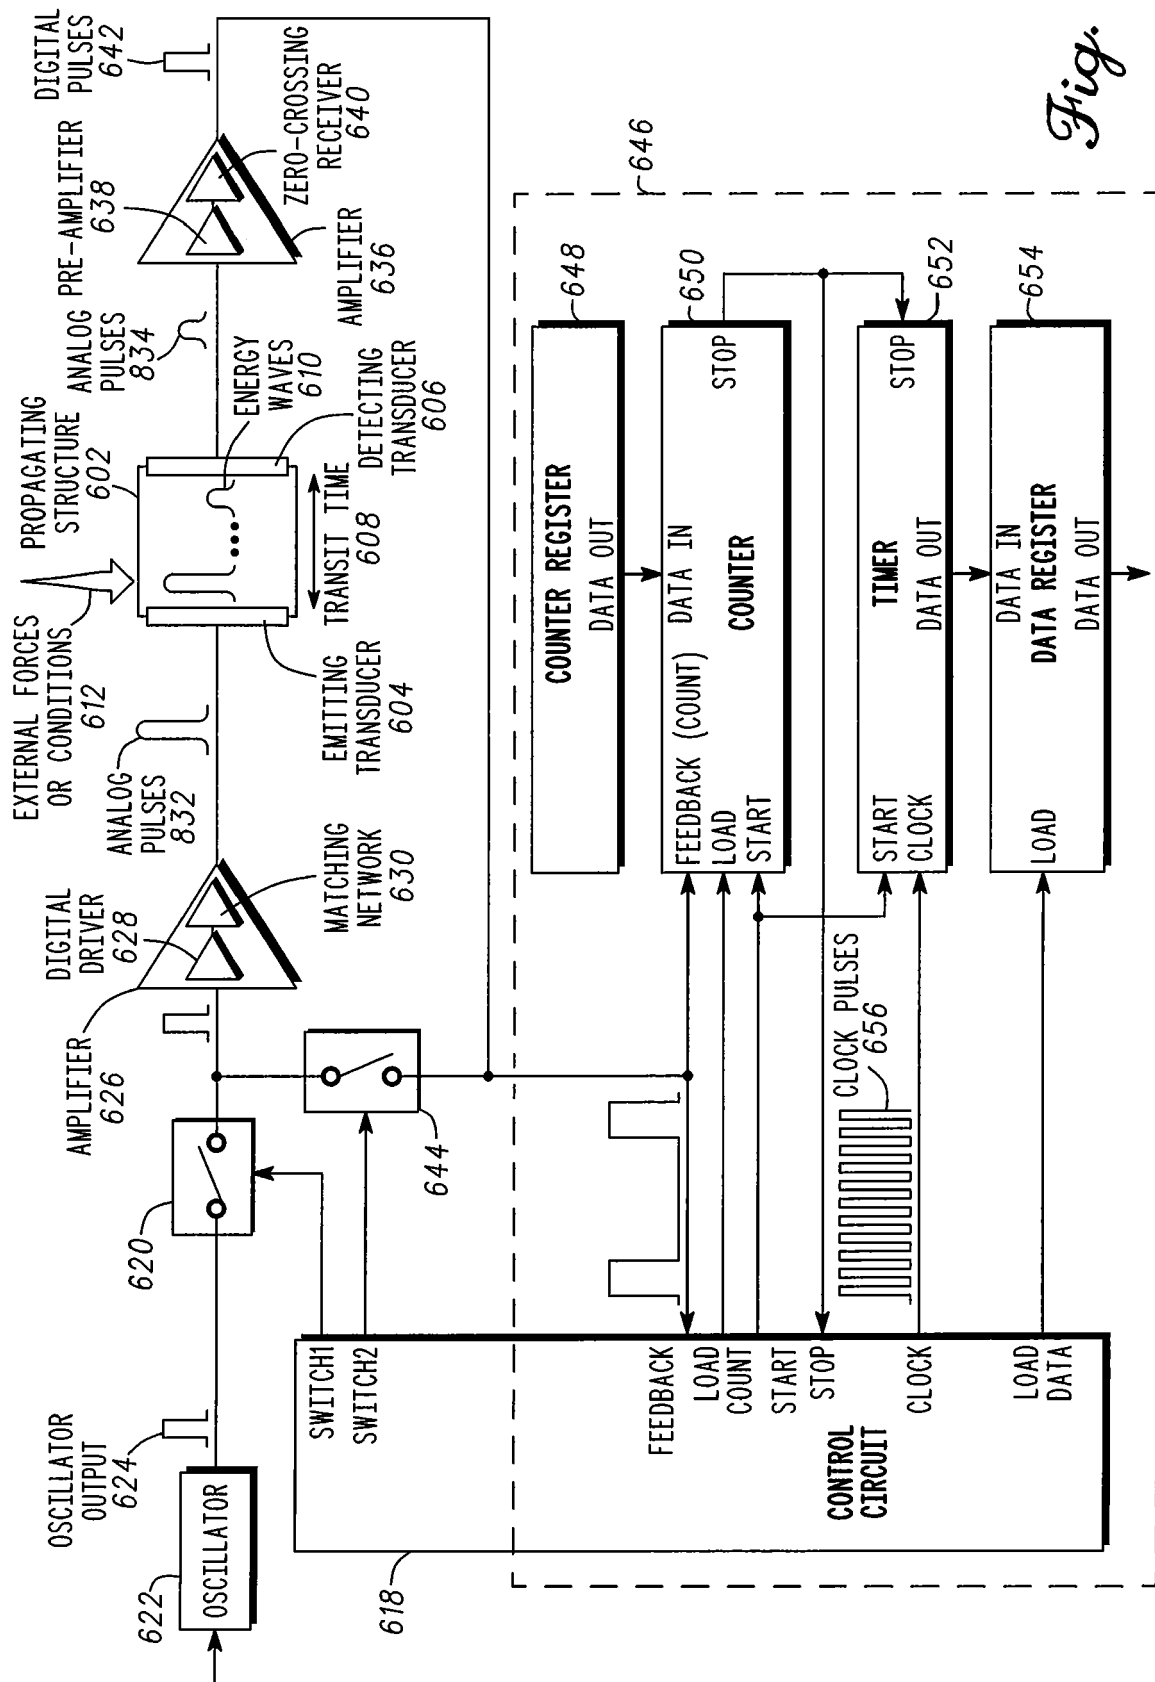 OSCILLATOR
OUTPUT
624
622
OSCILLATOR
620
AMPLIFIER
626
DIGITAL
DRIVER
628
MATCHING
NETWORK
630
ANALOG
PULSES
832
EXTERNAL FORCES
OR CONDITIONS
612
PROPAGATING
STRUCTURE
602
EMITTING
TRANSDUCER
604
TRANSIT TIME
608
ENERGY
WAVES
610
DETECTING
TRANSDUCER
606
ANALOG
PULSES
834
PRE-AMPLIFIER
638
AMPLIFIER
636
ZERO-CROSSING
RECEIVER
640
DIGITAL
PULSES
642
644
646
618
SWITCH1
SWITCH2
FEEDBACK
LOAD
COUNT
START
STOP
CLOCK
LOAD
DATA
CONTROL
CIRCUIT
CLOCK PULSES
656
648
COUNTER REGISTER
DATA OUT
650
FEEDBACK (COUNT)
LOAD
START
DATA IN
COUNTER
STOP
652
START
CLOCK
TIMER
DATA OUT
STOP
654
LOAD
DATA IN
DATA REGISTER
DATA OUT
Fig.